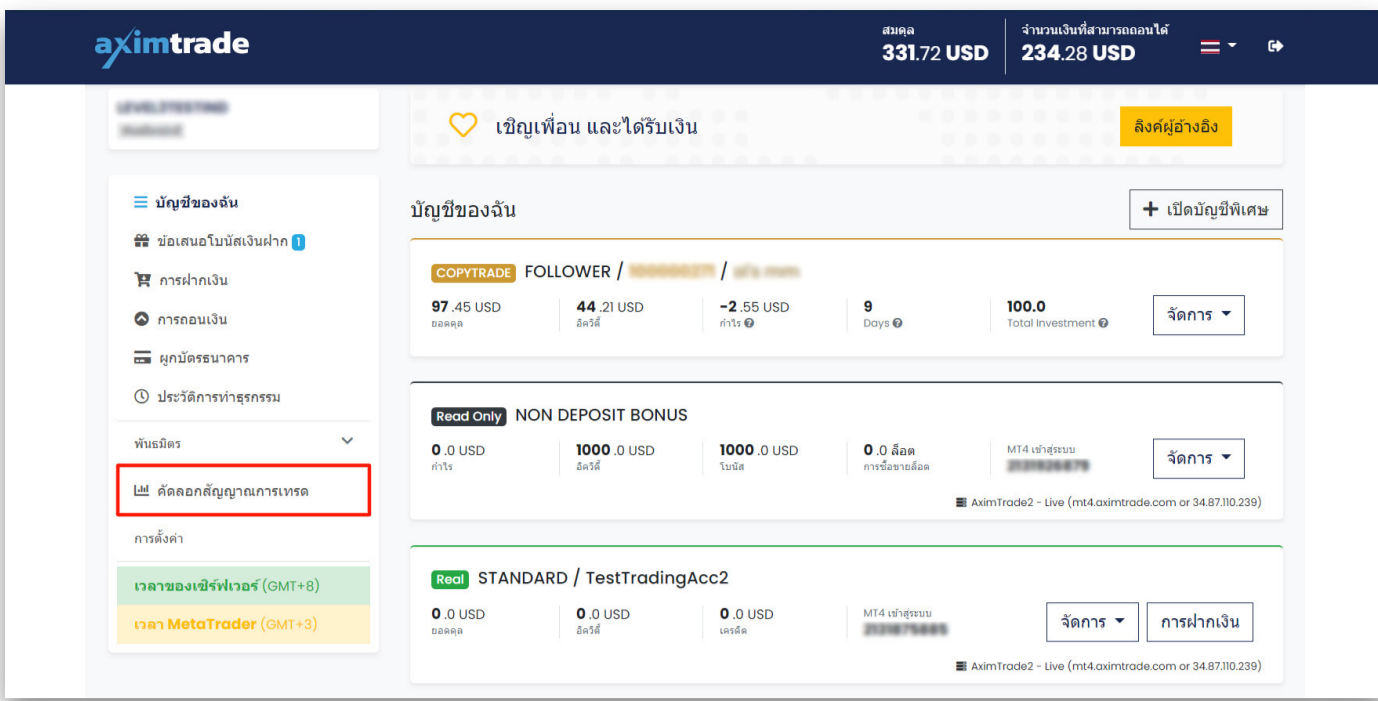 aximtrade
สมดุล
331.72 USD
จำนวนเงินที่สามารถถอนได้
234.28 USD
เชิญเพื่อน และได้รับเงิน
ลิงค์ผู้อ้างอิง
บัญชีของฉัน
ข้อเสนอโบนัสเงินฝาก 1
การฝากเงิน
การถอนเงิน
ผูกบัตรธนาคาร
ประวัติการทำธุรกรรม
พันธมิตร
คัดลอกสัญญาณการเทรด
การตั้งค่า
เวลาของเซิร์ฟเวอร์ (GMT+8)
เวลา MetaTrader (GMT+3)
บัญชีของฉัน
+ เปิดบัญชีพิเศษ
COPYTRADE FOLLOWER / /
97.45 USD
ยอดดุล
44.21 USD
อิควิตี้
-2.55 USD
กำไร
9
Days
100.0
Total Investment
จัดการ
Read Only NON DEPOSIT BONUS
0.0 USD
กำไร
1000.0 USD
อิควิตี้
1000.0 USD
โบนัส
0.0 ล็อต
การซื้อขายล็อต
MT4 เข้าสู่ระบบ
จัดการ
AximTrade2 - Live (mt4.aximtrade.com or 34.87.110.239)
Real STANDARD / TestTradingAcc2
0.0 USD
ยอดดุล
0.0 USD
อิควิตี้
0.0 USD
เครดิต
MT4 เข้าสู่ระบบ
จัดการ
การฝากเงิน
AximTrade2 - Live (mt4.aximtrade.com or 34.87.110.239)